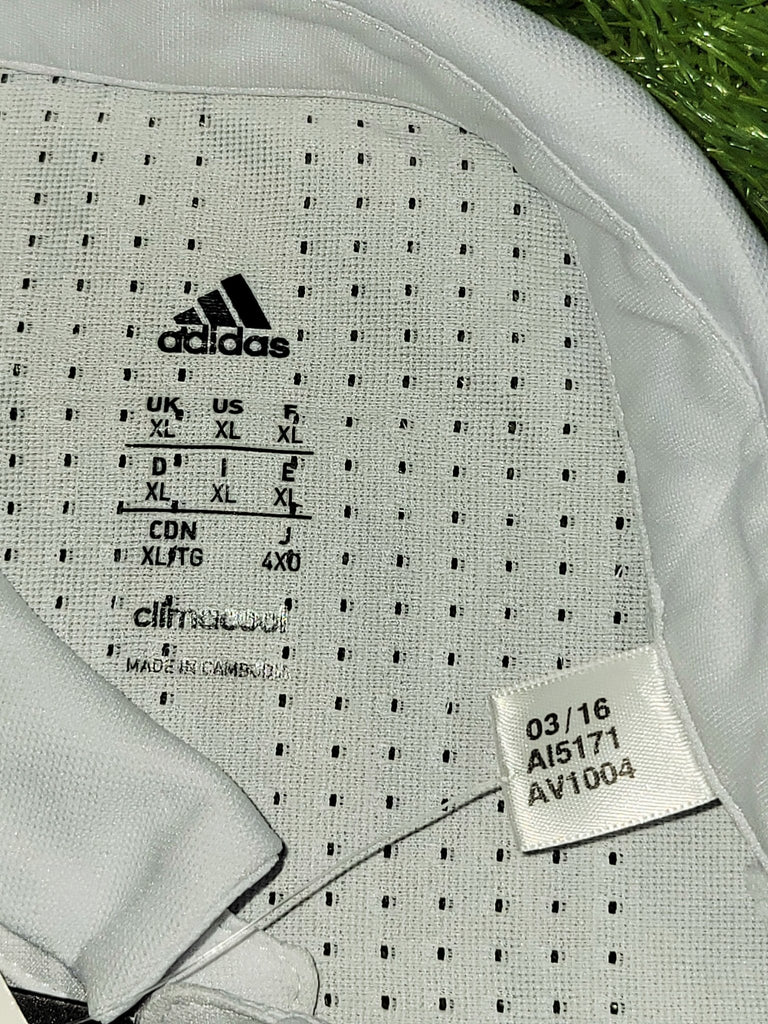 adidas
UK US F
XL XL XL
D I E
XL XL XL
CDN J
XL/TG 4XO
climacool
MADE IN CAMBODIA
03/16
AI5171
AV1004